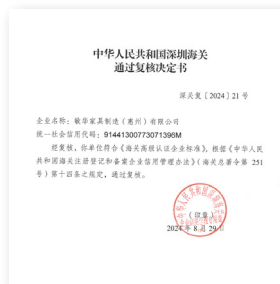 中华人民共和国深圳海关
通过复核决定书
深关复〔2024〕21号
企业名称：敏华家具制造（惠州）有限公司
统一社会信用代码：91441300773071396M
经复核，你单位符合《海关高级认证企业标准》，根据《中华人民
共和国海关注册登记和备案企业信用管理办法》（海关总署令第 251
号）第十四条之规定，通过复核。
（印章）
2024年8月29日